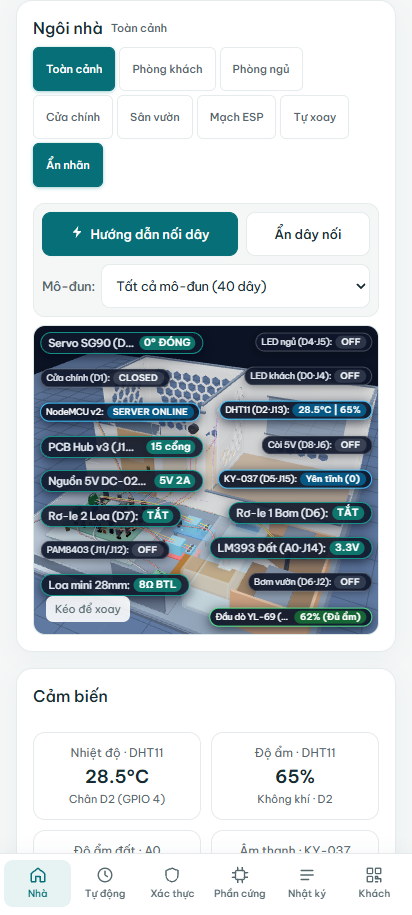 Ngôi nhà Toàn cảnh
Toàn cảnh Phòng khách Phòng ngủ
Cửa chính Sân vườn Mạch ESP Tự xoay
Ẩn nhãn
Hướng dẫn nối dây Ẩn dây nối
Mô-đun: Tất cả mô-đun (40 dây)
Servo SG90 (D... 0° ĐÓNG LED ngủ (D4·J5): OFF
Cửa chính (D1): CLOSED LED khách (D0·J4): OFF
NodeMCU v2: SERVER ONLINE DHT11 (D2·J13): 28.5°C | 65%
PCB Hub v3 (J1... 15 cổng Còi 5V (D8·J6): OFF
Nguồn 5V DC-02... 5V 2A KY-037 (D5·J15): Yên tĩnh (0)
Rơ-le 2 Loa (D7): TẮT Rơ-le 1 Bơm (D6): TẮT
PAM8403 (J11/J12): OFF LM393 Đất (A0·J14): 3.3V
Loa mini 28mm: 8Ω BTL Bơm vườn (D6·J2): OFF
Kéo để xoay Đầu dò YL-69 (... 62% (Đủ ẩm)
Cảm biến
Nhiệt độ · DHT11 Độ ẩm · DHT11
28.5°C 65%
Chân D2 (GPIO 4) Không khí · D2
Độ ẩm đất · A0 Âm thanh · KY-037
Nhà Tự động Xác thực Phần cứng Nhật ký Khách